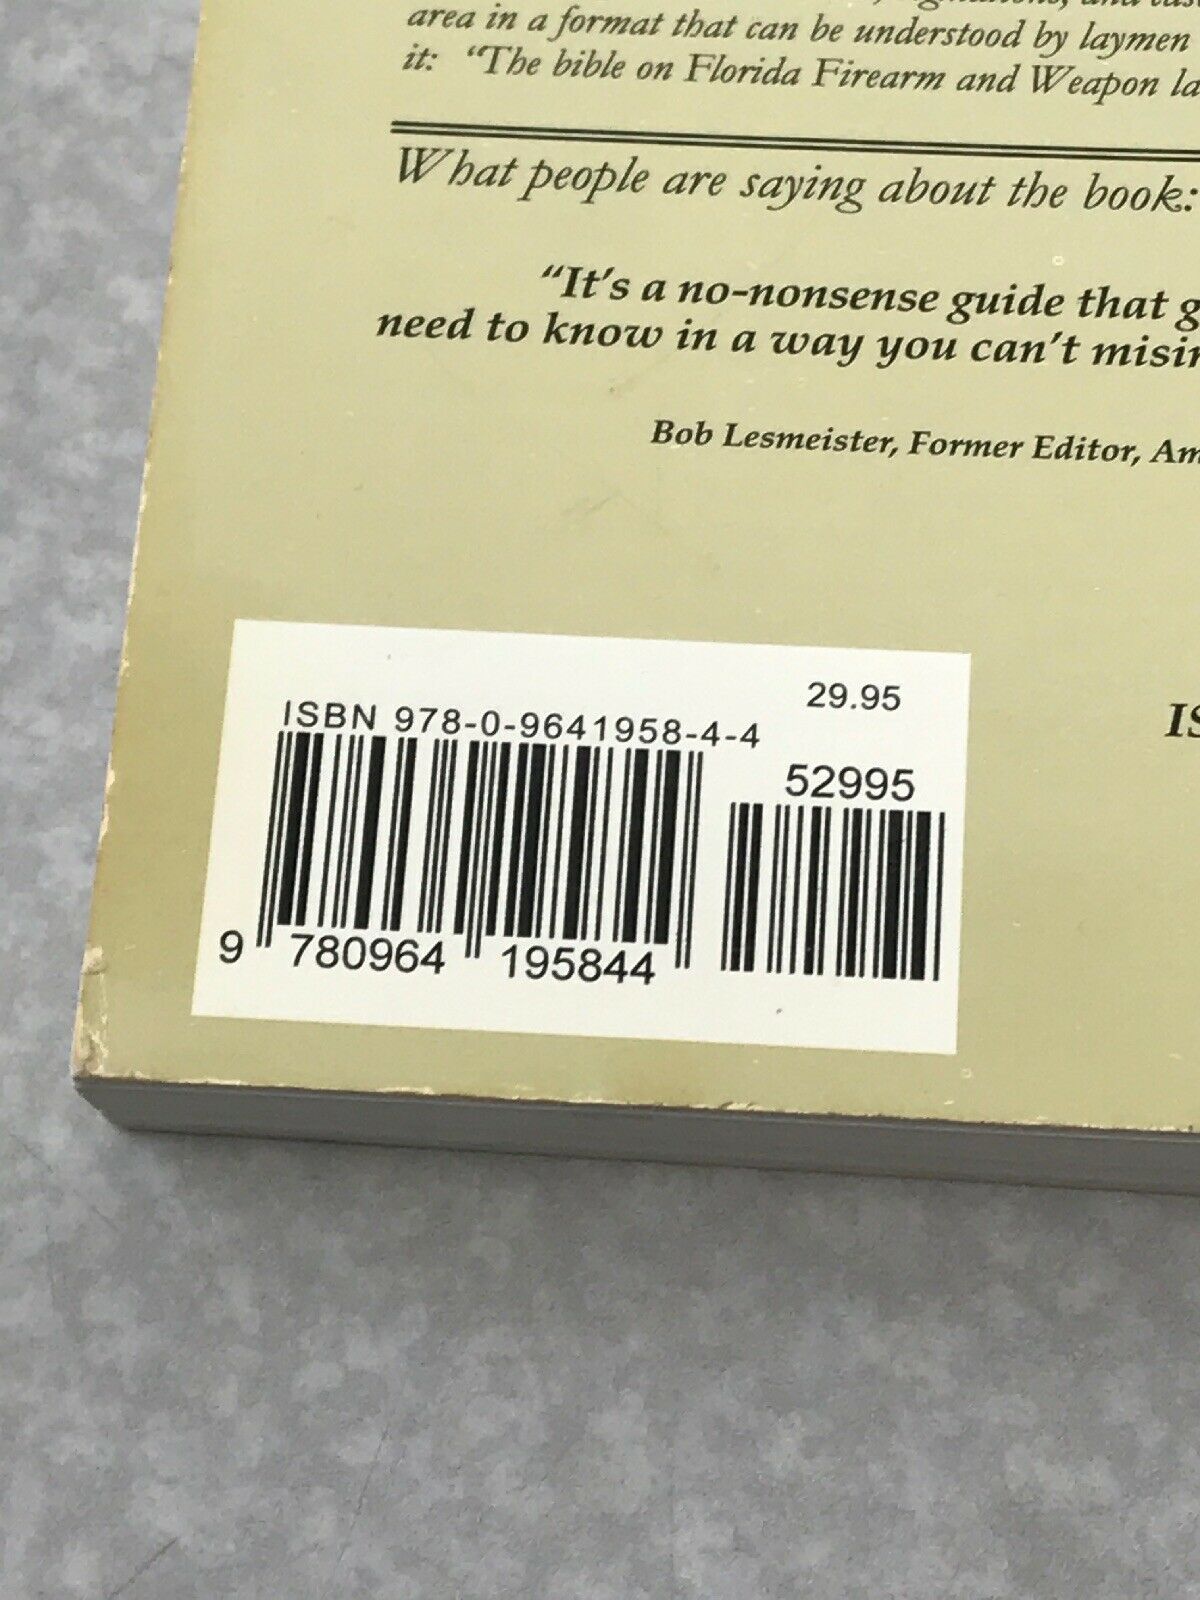 area in a format that can be understood by laymen
it: "The bible on Florida Firearm and Weapon la
What people are saying about the book:
"It's a no-nonsense guide that g
need to know in a way you can't misin
Bob Lesmeister, Former Editor, Am
29.95
ISBN 978-0-9641958-4-4
52995
IS
9 780964 195844